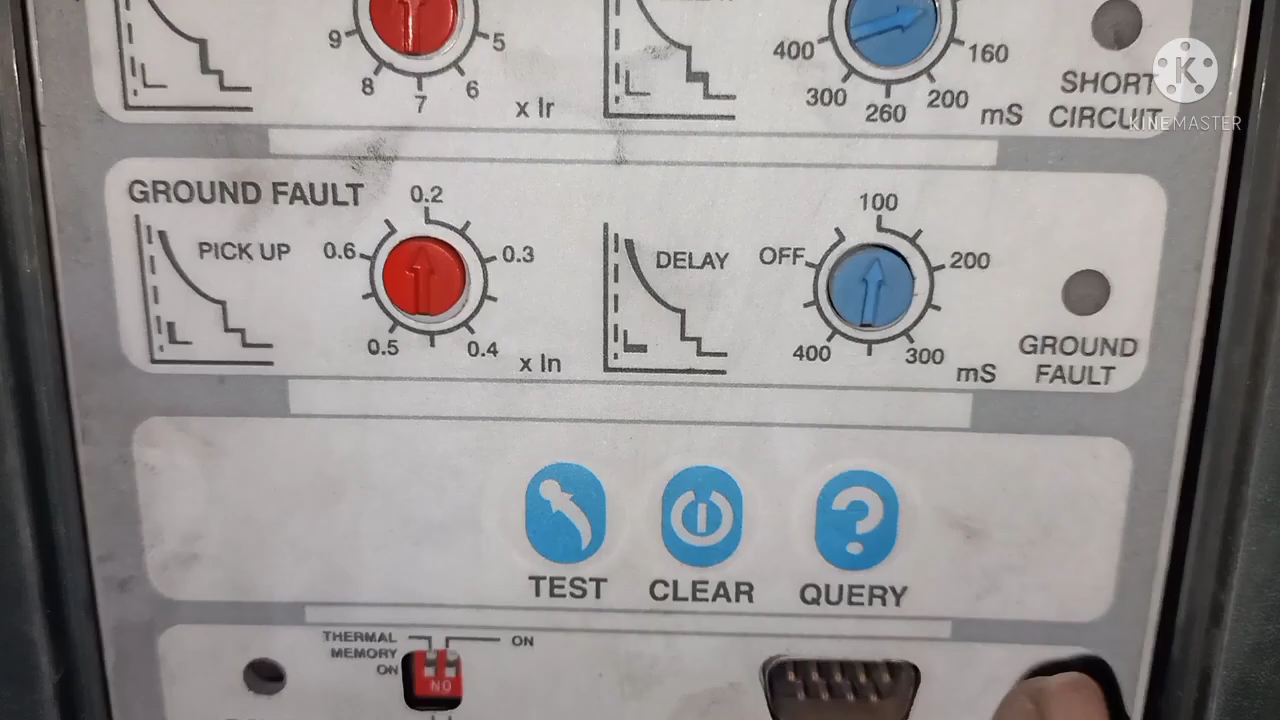 9
5
8
7
6
x Ir
400
160
300
260
200
mS
SHORT
CIRCUIT
K
KINEMASTER
GROUND FAULT
PICK UP
0.2
0.6
0.3
0.5
0.4
x In
DELAY
100
OFF
200
400
300
mS
GROUND
FAULT
TEST
CLEAR
QUERY
THERMAL
MEMORY
ON
ON
NO